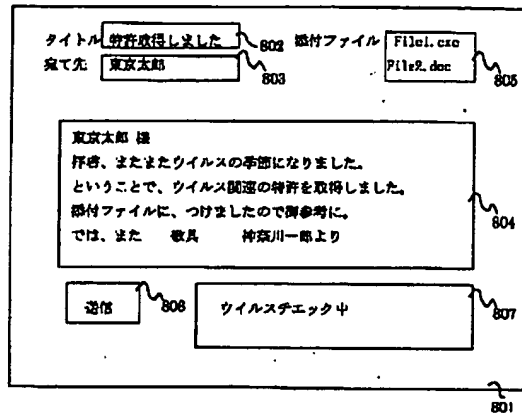 タイトル 特許取得しました 802 添付ファイル File1.exe
宛て先 東京太郎 803 File2.doc 805
東京太郎 様
拝啓、またまたウイルスの季節になりました。
ということで、ウイルス関連の特許を取得しました。
添付ファイルに、つけましたので御参考に。
では、また 敬具 神奈川一郎より
804
送信 806 ウイルスチエック中 807
801